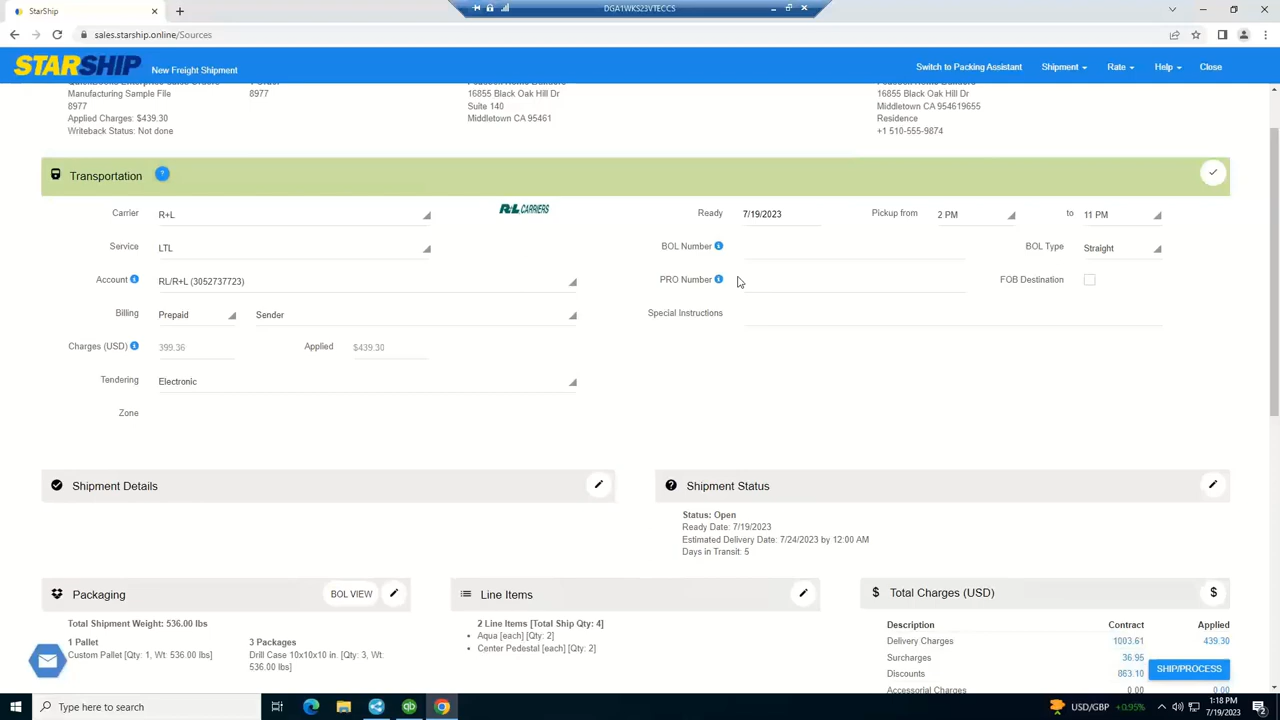 StarShip
DGA1WKS23VTECCS
sales.starship.online/Sources
STARSHIP New Freight Shipment
Switch to Packing Assistant Shipment Rate Help Close
Manufacturing Sample File
8977
8977
Applied Charges: $439.30
Writeback Status: Not done
16855 Black Oak Hill Dr
Suite 140
Middletown CA 95461
16855 Black Oak Hill Dr
Middletown CA 954619655
Residence
+1 510-555-9874
Transportation ?
Carrier R+L
R+L CARRIERS
Ready 7/19/2023 Pickup from 2 PM to 11 PM
Service LTL
BOL Number BOL Type Straight
Account RL/R+L (3052737723)
PRO Number FOB Destination
Billing Prepaid Sender
Special Instructions
Charges (USD) 399.36 Applied $439.30
Tendering Electronic
Zone
Shipment Details
Shipment Status
Status: Open
Ready Date: 7/19/2023
Estimated Delivery Date: 7/24/2023 by 12:00 AM
Days in Transit: 5
Packaging BOL VIEW
Total Shipment Weight: 536.00 lbs
1 Pallet
Custom Pallet [Qty: 1, Wt: 536.00 lbs]
3 Packages
Drill Case 10x10x10 in. [Qty: 3, Wt:
536.00 lbs]
Line Items
2 Line Items [Total Ship Qty: 4]
Aqua [each] [Qty: 2]
Center Pedestal [each] [Qty: 2]
$ Total Charges (USD) $
Description Contract Applied
Delivery Charges 1003.61 439.30
Surcharges 36.95
Discounts 863.10
Accessorial Charges 0.00 0.00
SHIP/PROCESS
Type here to search
USD/GBP +0.95%
1:18 PM
7/19/2023